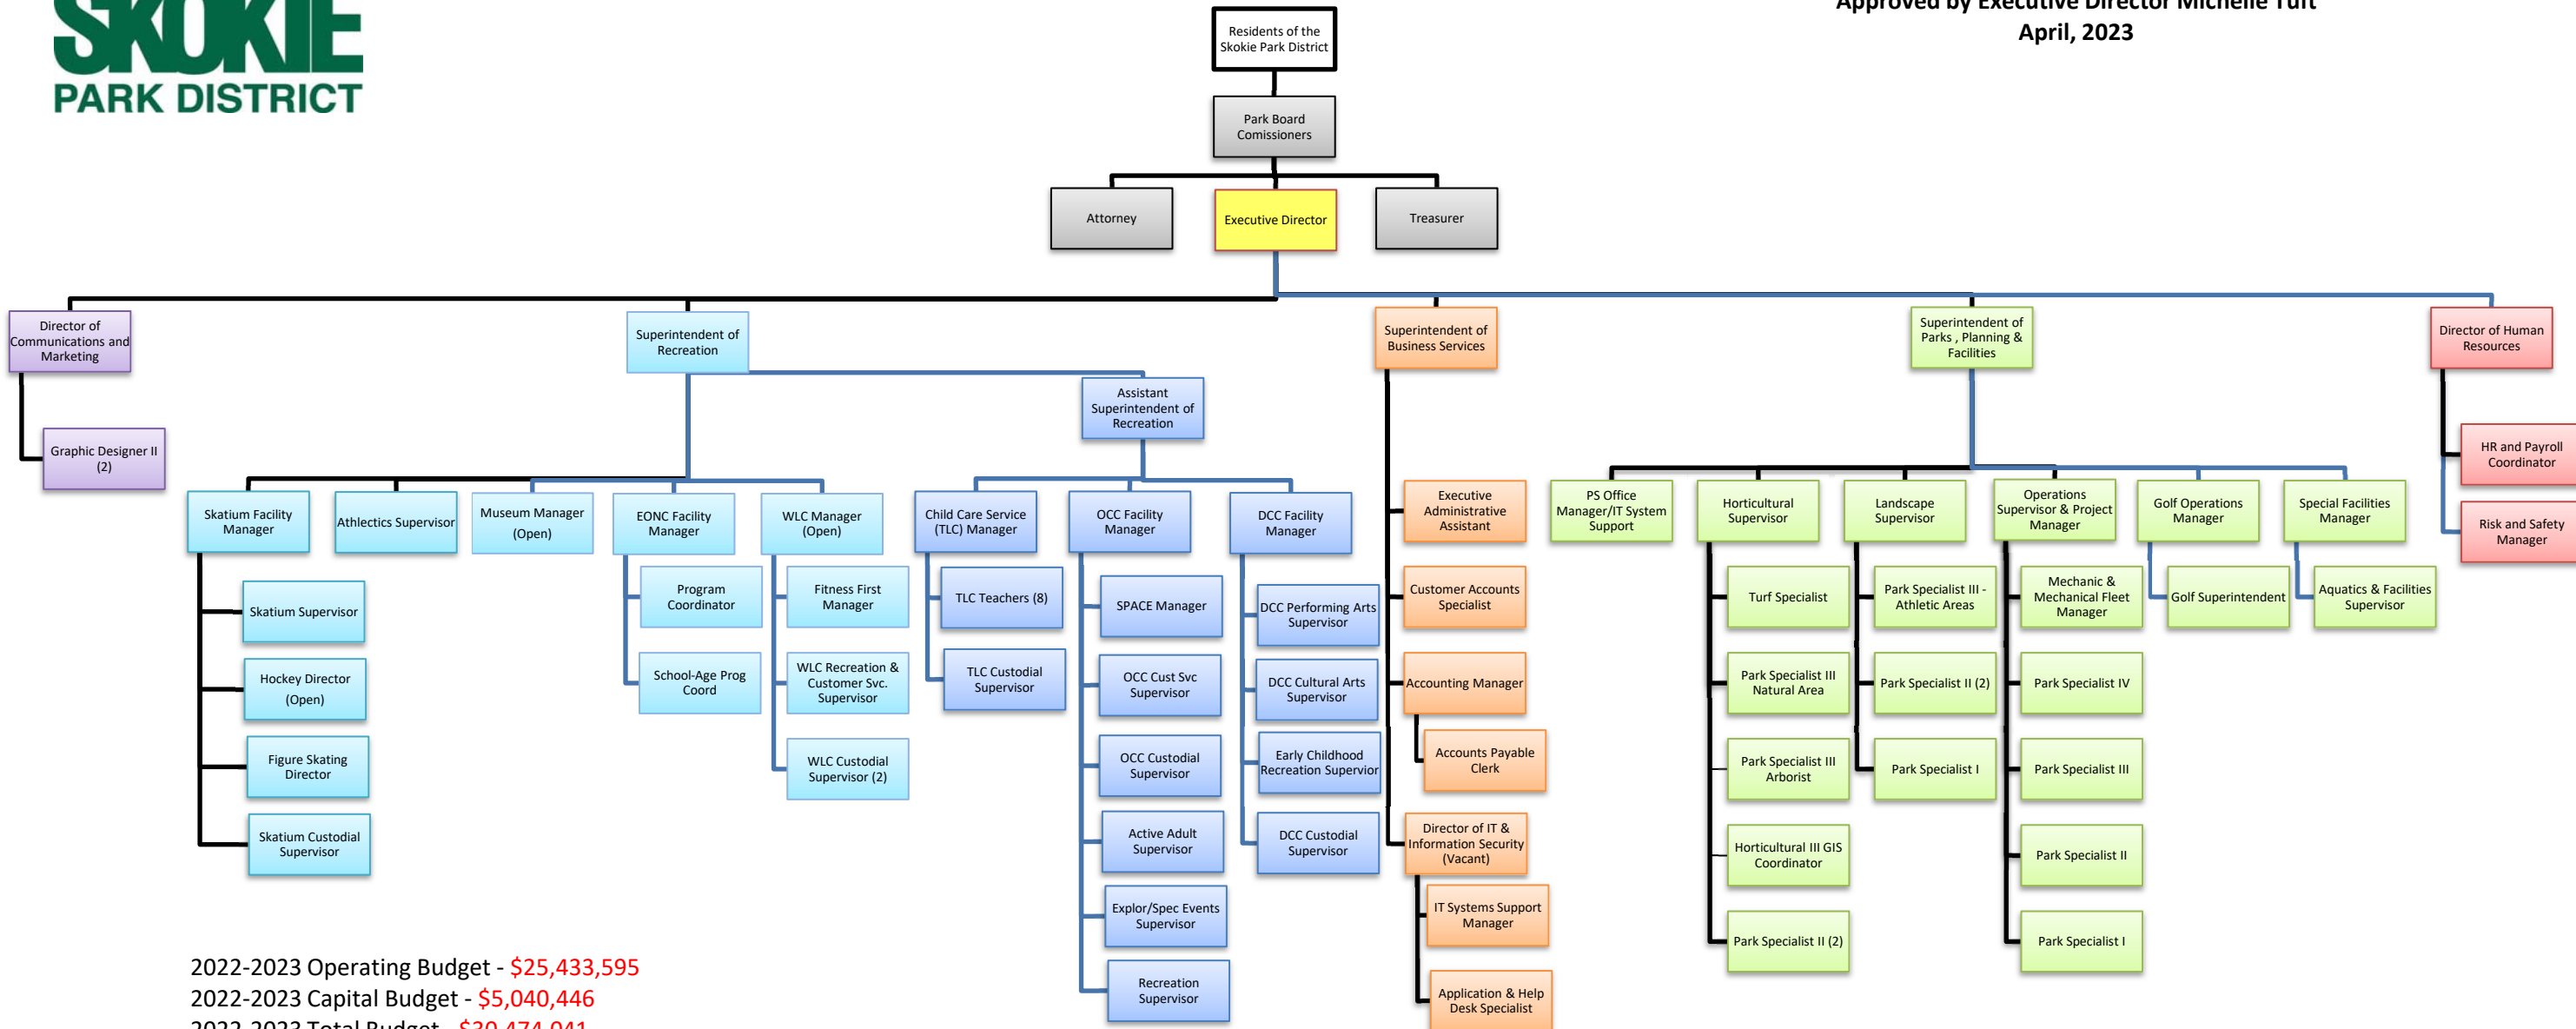 SKOKIE
PARK DISTRICT
Approved by Executive Director Michelle Tuft
April, 2023
Residents of the
Skokie Park District
Park Board
Comissioners
Attorney
Executive Director
Treasurer
Director of
Communications and
Marketing
Superintendent of
Recreation
Superintendent of
Business Services
Superintendent of
Parks , Planning &
Facilities
Director of Human
Resources
Assistant
Superintendent of
Recreation
Graphic Designer II
(2)
HR and Payroll
Coordinator
Risk and Safety
Manager
Skatium Facility
Manager
Athlectics Supervisor
Museum Manager
(Open)
EONC Facility
Manager
WLC Manager
(Open)
Child Care Service
(TLC) Manager
OCC Facility
Manager
DCC Facility
Manager
Executive
Administrative
Assistant
PS Office
Manager/IT System
Support
Horticultural
Supervisor
Landscape
Supervisor
Operations
Supervisor & Project
Manager
Golf Operations
Manager
Special Facilities
Manager
Skatium Supervisor
Hockey Director
(Open)
Figure Skating
Director
Skatium Custodial
Supervisor
Program
Coordinator
School-Age Prog
Coord
Fitness First
Manager
WLC Recreation &
Customer Svc.
Supervisor
WLC Custodial
Supervisor (2)
TLC Teachers (8)
TLC Custodial
Supervisor
SPACE Manager
OCC Cust Svc
Supervisor
OCC Custodial
Supervisor
Active Adult
Supervisor
Explor/Spec Events
Supervisor
Recreation
Supervisor
DCC Performing Arts
Supervisor
DCC Cultural Arts
Supervisor
Early Childhood
Recreation Supervior
DCC Custodial
Supervisor
Customer Accounts
Specialist
Accounting Manager
Accounts Payable
Clerk
Director of IT &
Information Security
(Vacant)
IT Systems Support
Manager
Application & Help
Desk Specialist
Turf Specialist
Park Specialist III
Natural Area
Park Specialist III
Arborist
Horticultural III GIS
Coordinator
Park Specialist II (2)
Park Specialist III -
Athletic Areas
Park Specialist II (2)
Park Specialist I
Mechanic &
Mechanical Fleet
Manager
Park Specialist IV
Park Specialist III
Park Specialist II
Park Specialist I
Golf Superintendent
Aquatics & Facilities
Supervisor
2022-2023 Operating Budget - $25,433,595
2022-2023 Capital Budget - $5,040,446
2022-2023 Total Budget - $30,474,041